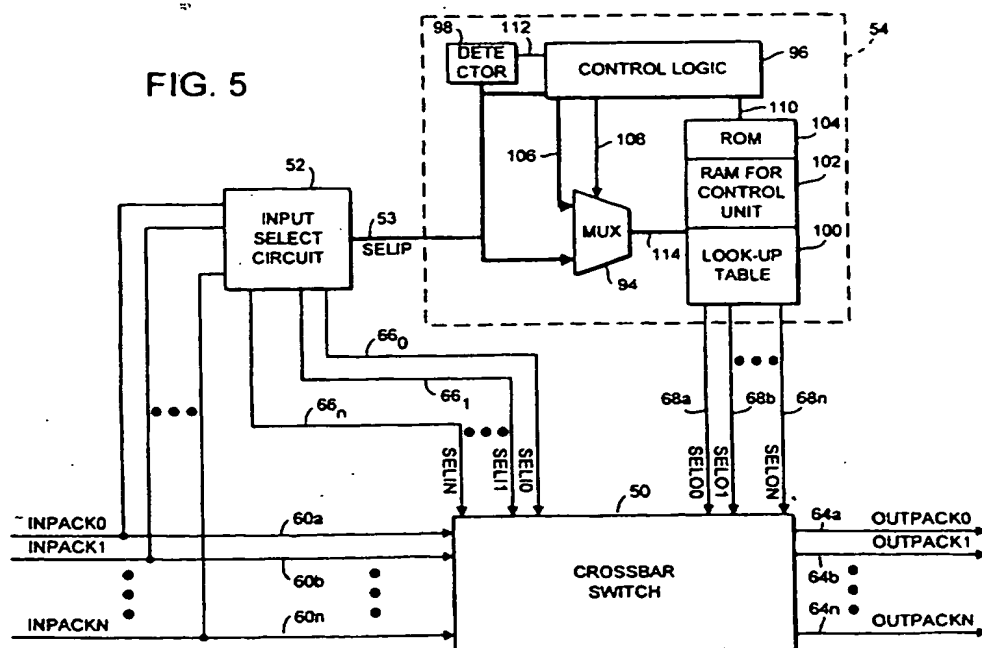 FIG. 5
98
112
DETE
CTOR
CONTROL LOGIC
96
54
110
104
ROM
106
108
102
RAM FOR
CONTROL
UNIT
52
INPUT
SELECT
CIRCUIT
53
SELIP
MUX
94
114
100
LOOK-UP
TABLE
66₀
66₁
66n
68a
68b
68n
SELIN
SELI1
SELI0
SELO0
SELO1
SELON
50
INPACK0
60a
64a
OUTPACK0
INPACK1
60b
64b
OUTPACK1
CROSSBAR
SWITCH
INPACKN
60n
64n
OUTPACKN